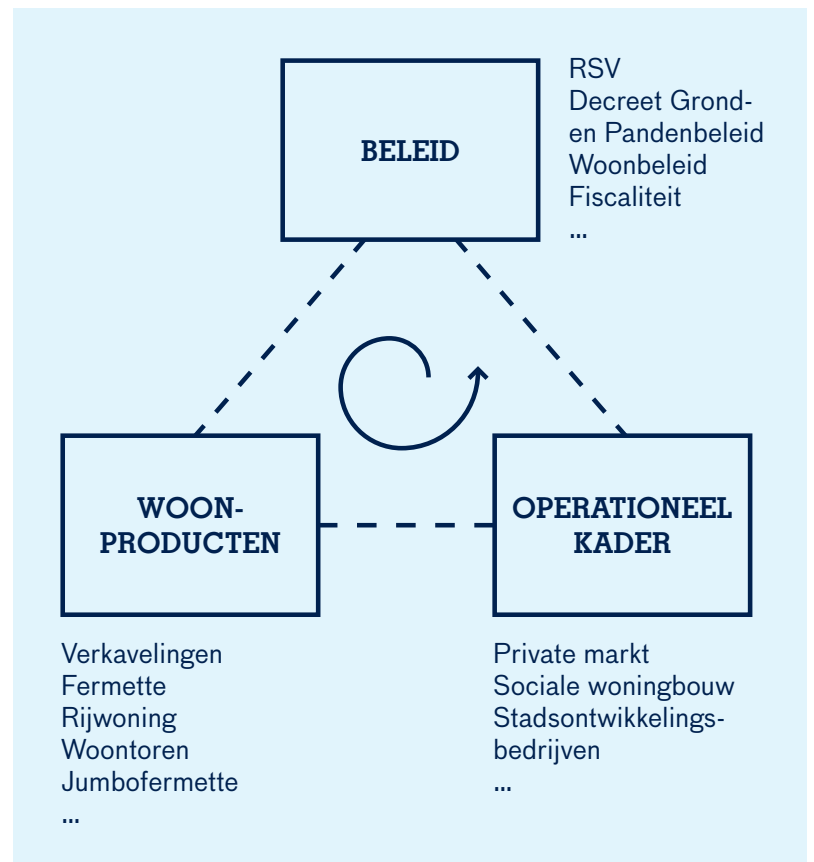 BELEID
RSV
Decreet Grond-
en Pandenbeleid
Woonbeleid
Fiscaliteit
...
WOON-
PRODUCTEN
Verkavelingen
Fermette
Rijwoning
Woontoren
Jumbofermette
...
OPERATIONEEL
KADER
Private markt
Sociale woningbouw
Stadsontwikkelings-
bedrijven
...